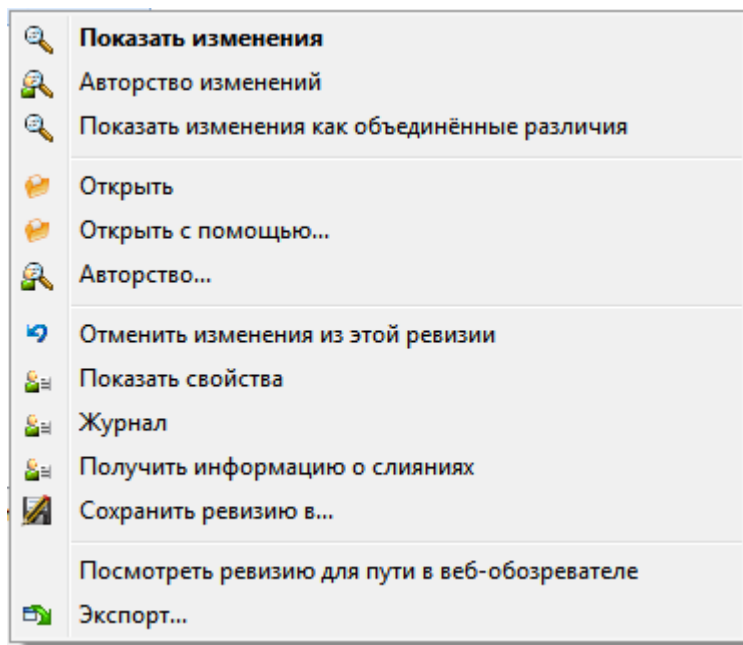 Показать изменения
Авторство изменений
Показать изменения как объединённые различия
Открыть
Открыть с помощью...
Авторство...
Отменить изменения из этой ревизии
Показать свойства
Журнал
Получить информацию о слияниях
Сохранить ревизию в...
Посмотреть ревизию для пути в веб-обозревателе
Экспорт...